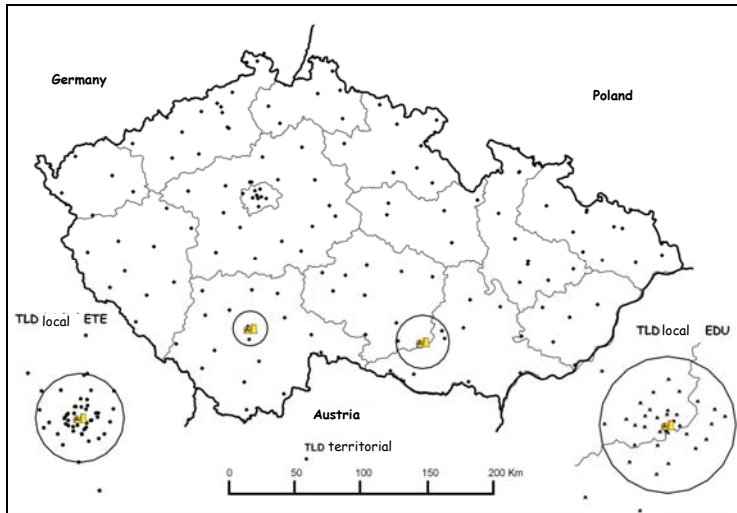 Germany
Poland
TLD local ETE
TLD local EDU
Austria
TLD territorial
0 50 100 150 200 Km